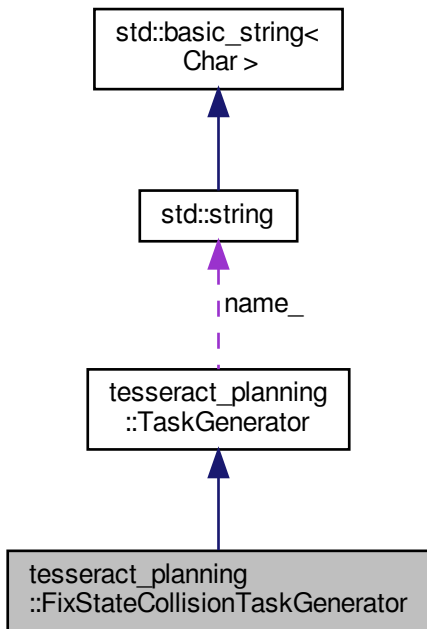 std::basic_string<
Char >
std::string
name_
tesseract_planning
::TaskGenerator
tesseract_planning
::FixStateCollisionTaskGenerator